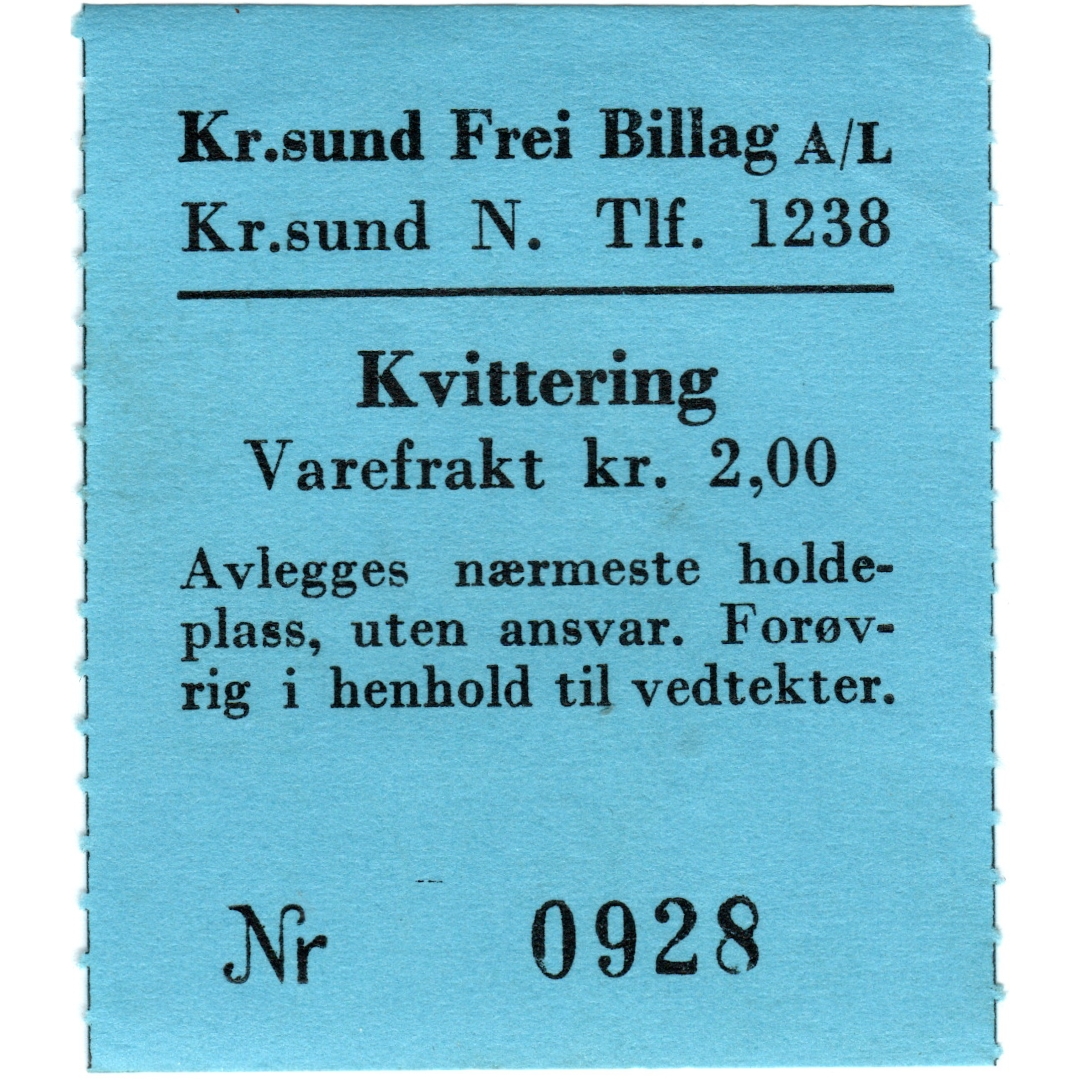 Kr.sund Frei Billag A/L
Kr.sund N. Tlf. 1238
Kvittering
Varefrakt kr. 2,00
Avlegges nærmeste holde-
plass, uten ansvar. Forøv-
rig i henhold til vedtekter.
Nr 0928